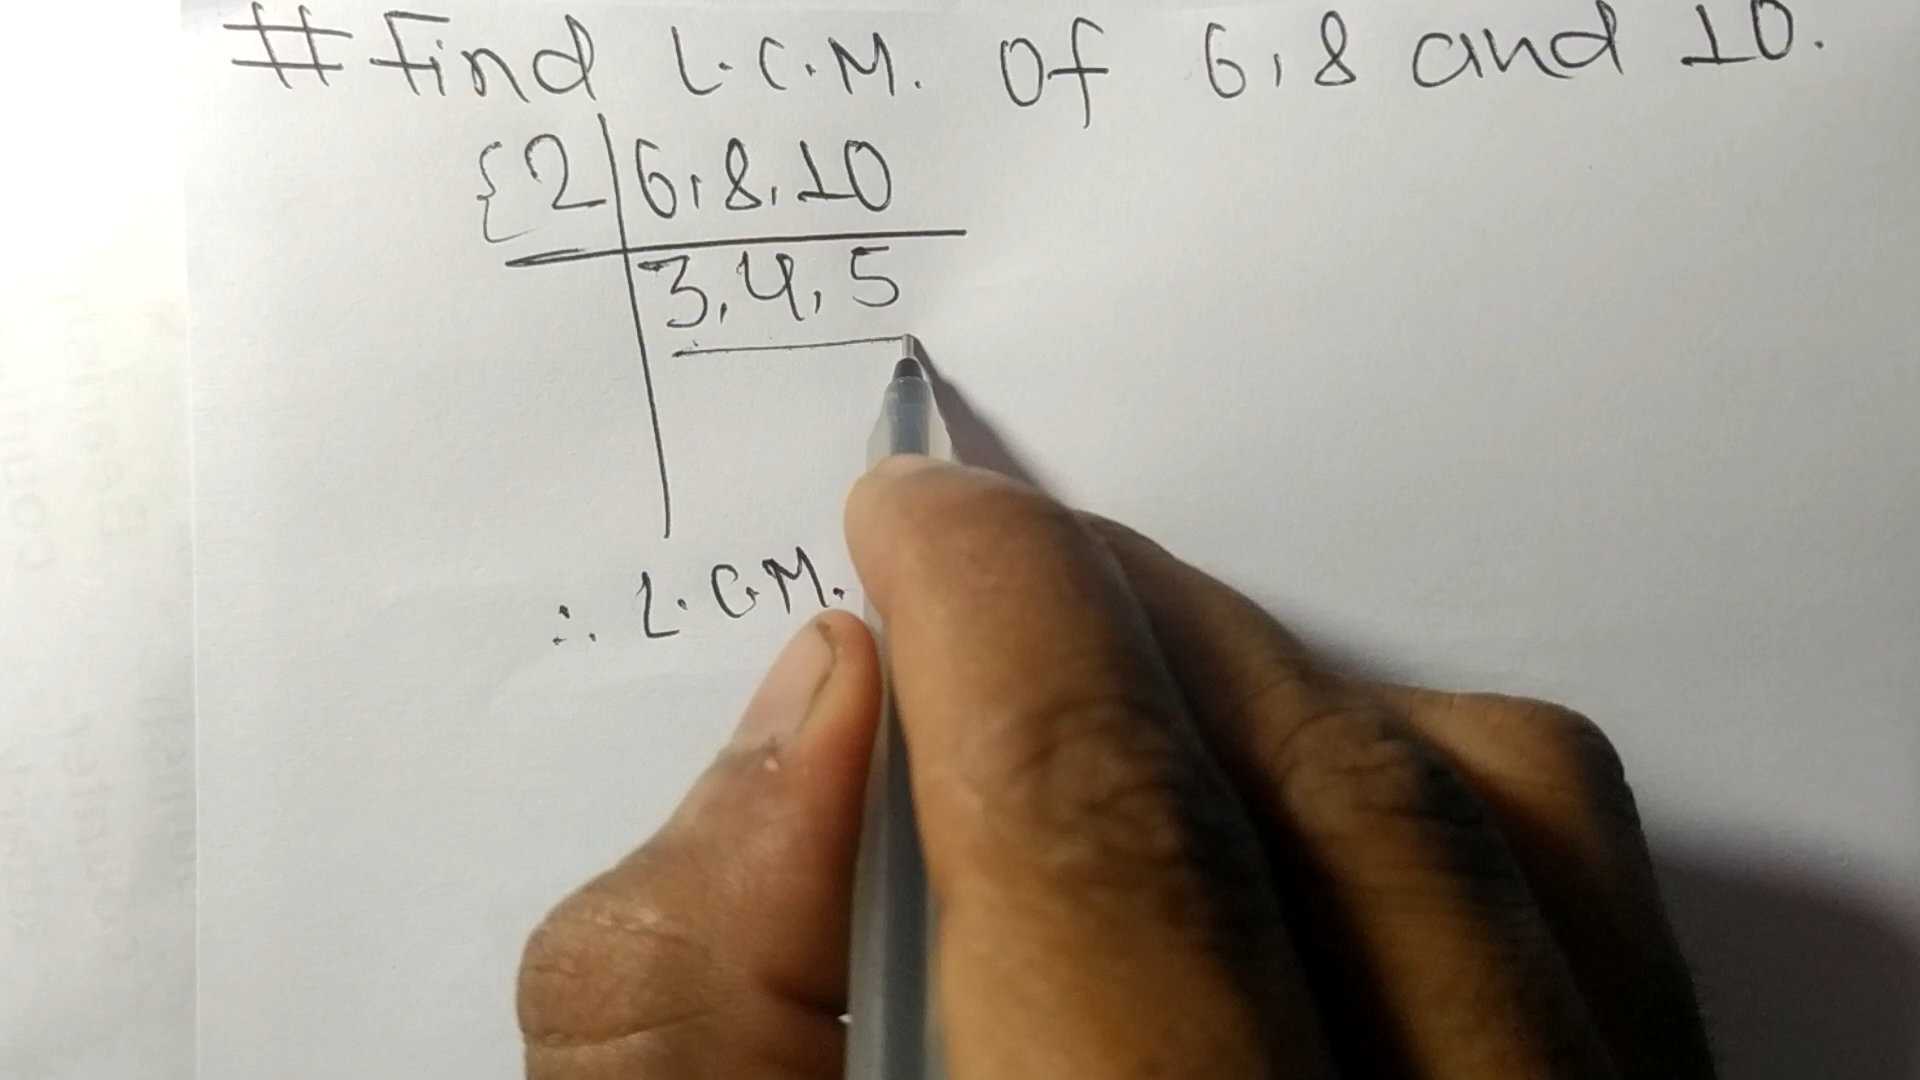 # Find L.C.M. of 6,8 and 10.
{2 6,8,10
3,4,5
∴ L.C.M.